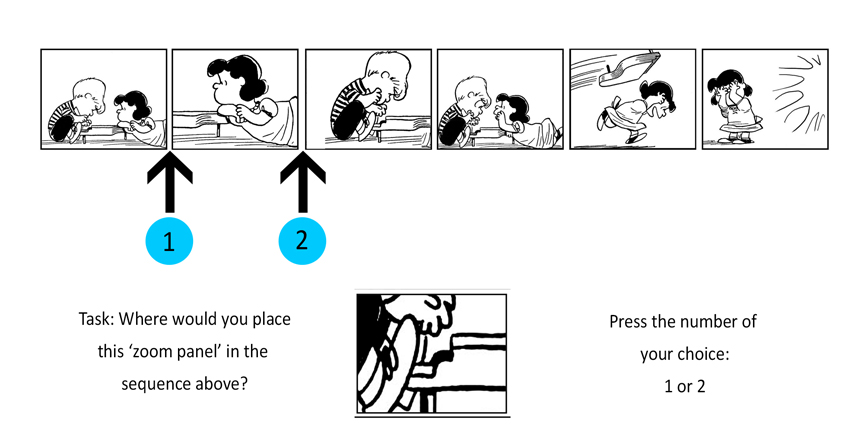 1
2
Task: Where would you place
this ‘zoom panel’ in the
sequence above?
Press the number of
your choice:
1 or 2